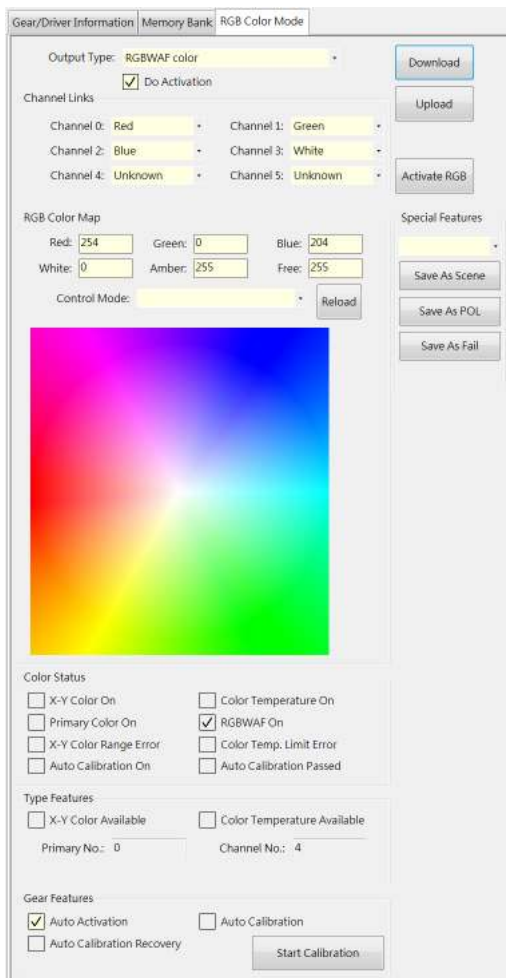 Gear/Driver Information Memory Bank RGB Color Mode
Output Type: RGBWAF color
Download
Do Activation
Channel Links
Upload
Channel 0: Red Channel 1: Green
Channel 2: Blue Channel 3: White
Channel 4: Unknown Channel 5: Unknown
Activate RGB
RGB Color Map
Special Features
Red: 254 Green: 0 Blue: 204
White: 0 Amber: 255 Free: 255
Save As Scene
Control Mode: Reload
Save As POL
Save As Fail
Color Status
X-Y Color On Color Temperature On
Primary Color On RGBWAF On
X-Y Color Range Error Color Temp. Limit Error
Auto Calibration On Auto Calibration Passed
Type Features
X-Y Color Available Color Temperature Available
Primary No.: 0 Channel No.: 4
Gear Features
Auto Activation Auto Calibration
Auto Calibration Recovery Start Calibration